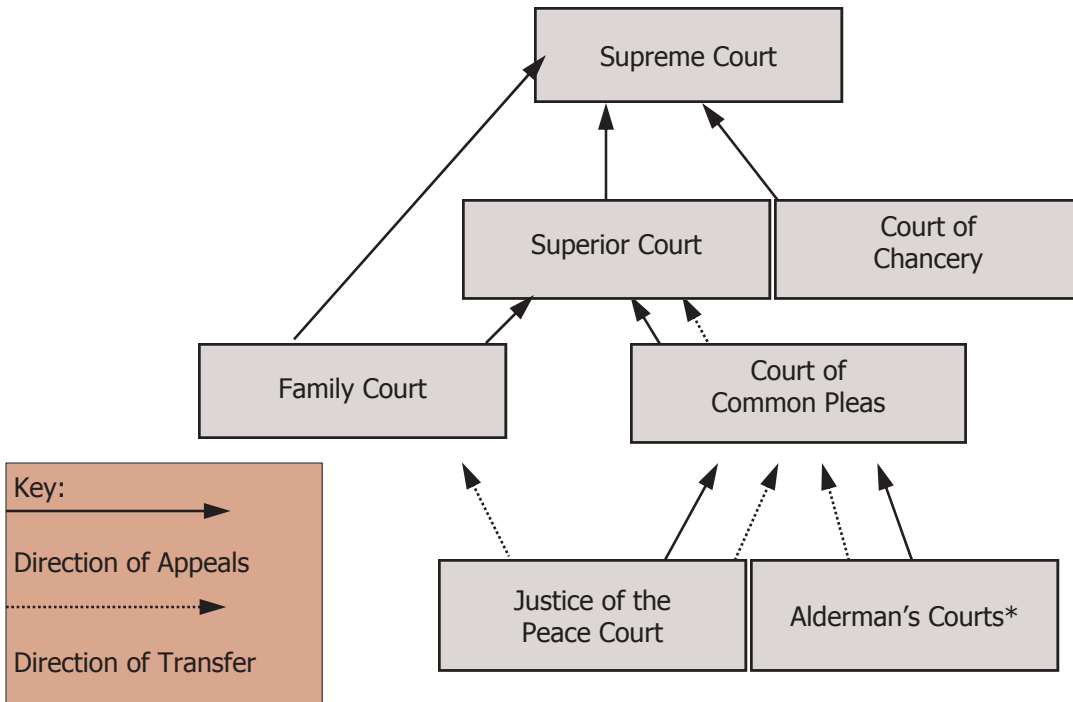 Supreme Court
Superior Court
Court of
Chancery
Family Court
Court of
Common Pleas
Key:
Direction of Appeals
Direction of Transfer
Justice of the
Peace Court
Alderman’s Courts*